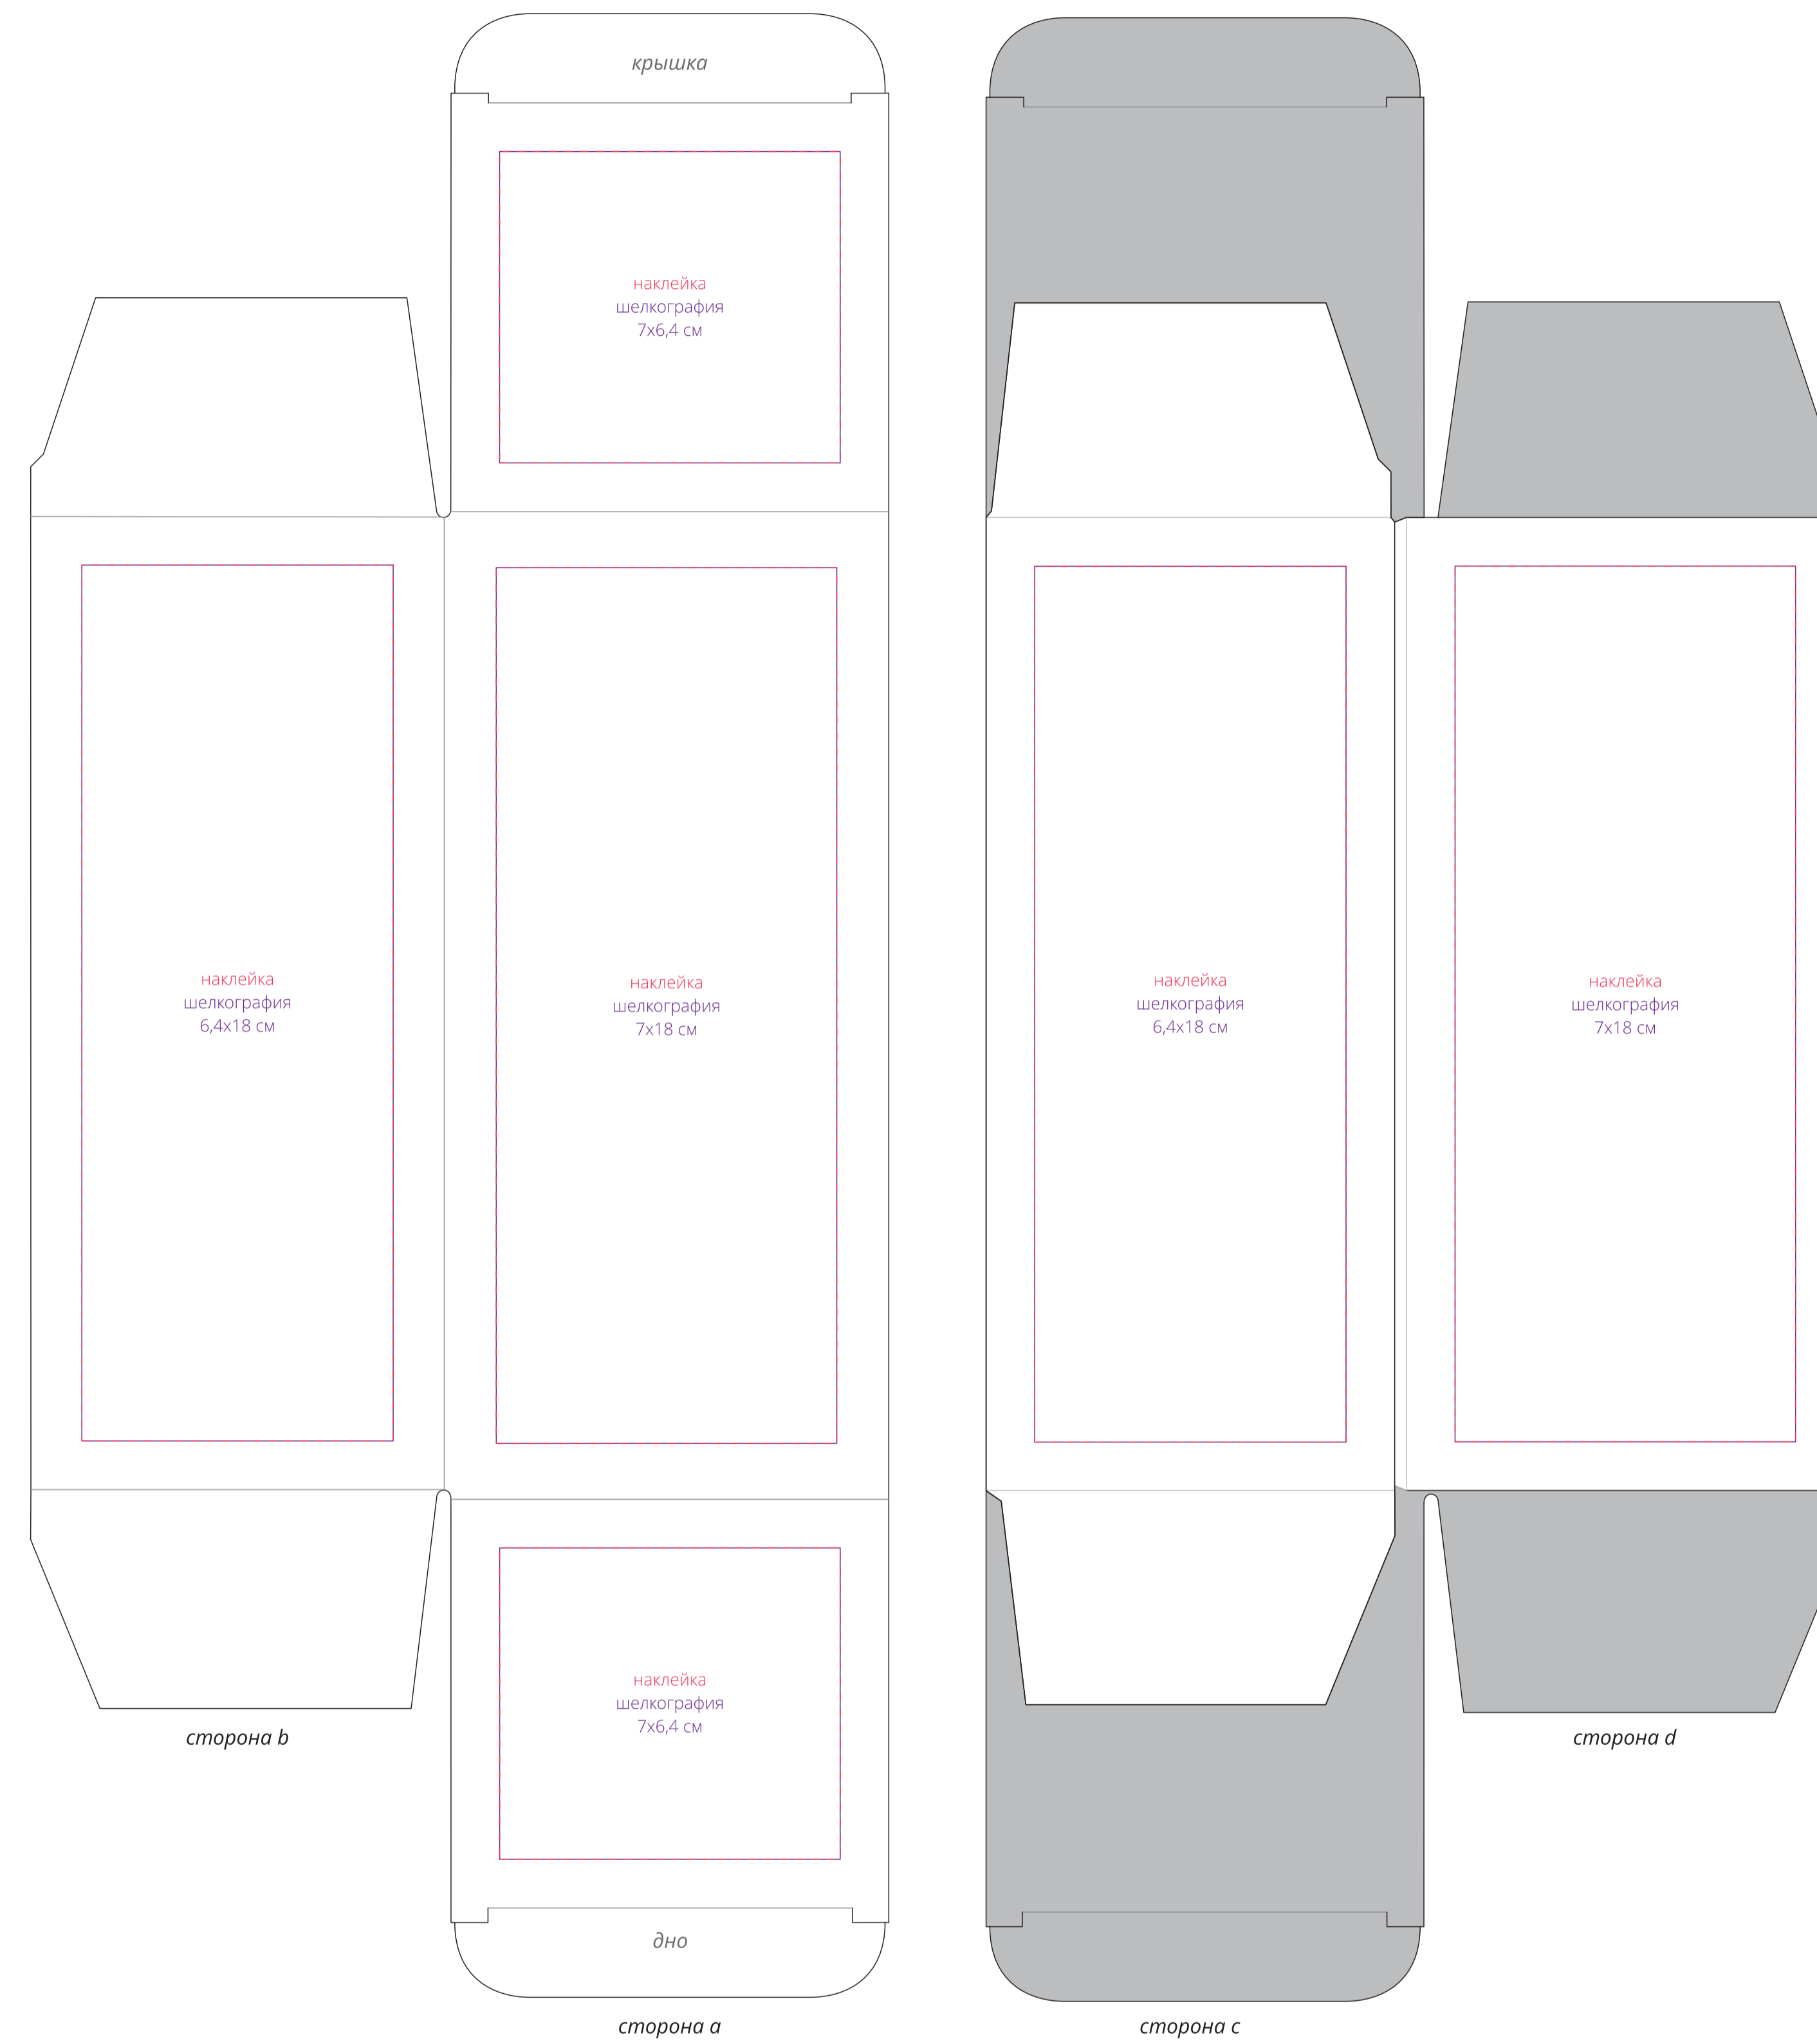 крышка
наклейка
шелкография
7х6,4 см
наклейка
шелкография
6,4х18 см
наклейка
шелкография
7х18 см
наклейка
шелкография
6,4х18 см
наклейка
шелкография
7х18 см
наклейка
шелкография
7х6,4 см
сторона b
сторона d
дно
сторона a
сторона c